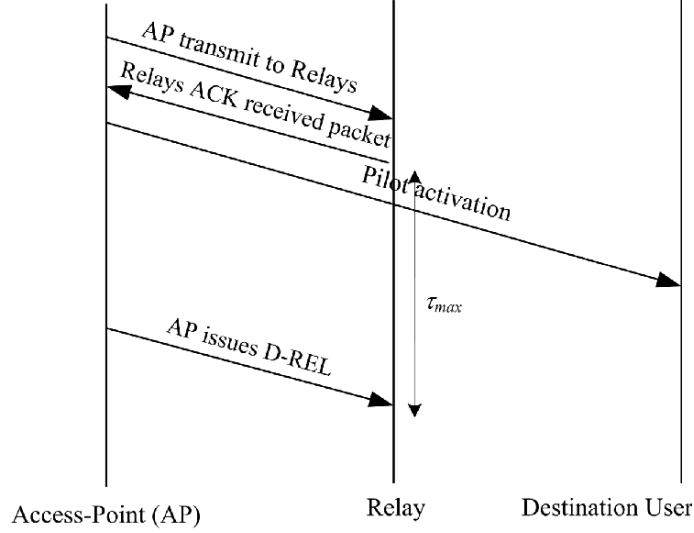 AP transmit to Relays
Relays ACK received packet
Pilot activation
τmax
AP issues D-REL
Access-Point (AP)
Relay
Destination User